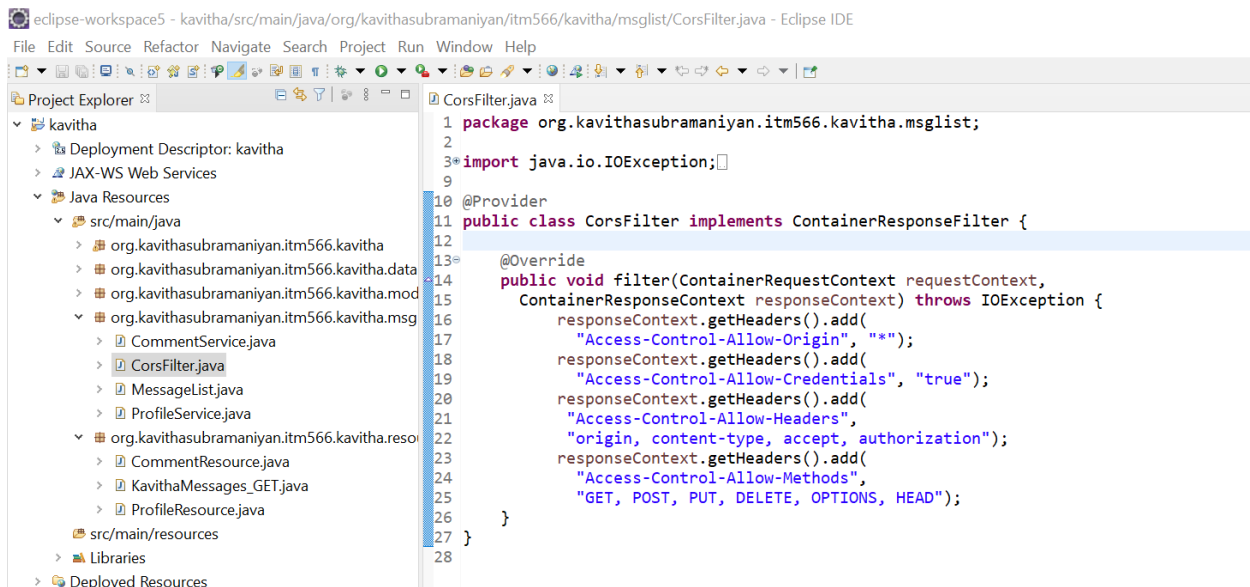 eclipse-workspace5 - kavitha/src/main/java/org/kavithasubramaniyan/itm566/kavitha/msglist/CorsFilter.java - Eclipse IDE
File Edit Source Refactor Navigate Search Project Run Window Help
Project Explorer
kavitha
Deployment Descriptor: kavitha
JAX-WS Web Services
Java Resources
src/main/java
org.kavithasubramaniyan.itm566.kavitha
org.kavithasubramaniyan.itm566.kavitha.data
org.kavithasubramaniyan.itm566.kavitha.mod
org.kavithasubramaniyan.itm566.kavitha.msg
CommentService.java
CorsFilter.java
MessageList.java
ProfileService.java
org.kavithasubramaniyan.itm566.kavitha.reso
CommentResource.java
KavithaMessages_GET.java
ProfileResource.java
src/main/resources
Libraries
Deployed Resources
CorsFilter.java
1 package org.kavithasubramaniyan.itm566.kavitha.msglist;
2
3 import java.io.IOException;
9
10 @Provider
11 public class CorsFilter implements ContainerResponseFilter {
12
13 @Override
14 public void filter(ContainerRequestContext requestContext,
15 ContainerResponseContext responseContext) throws IOException {
16 responseContext.getHeaders().add(
17 "Access-Control-Allow-Origin", "*");
18 responseContext.getHeaders().add(
19 "Access-Control-Allow-Credentials", "true");
20 responseContext.getHeaders().add(
21 "Access-Control-Allow-Headers",
22 "origin, content-type, accept, authorization");
23 responseContext.getHeaders().add(
24 "Access-Control-Allow-Methods",
25 "GET, POST, PUT, DELETE, OPTIONS, HEAD");
26 }
27 }
28